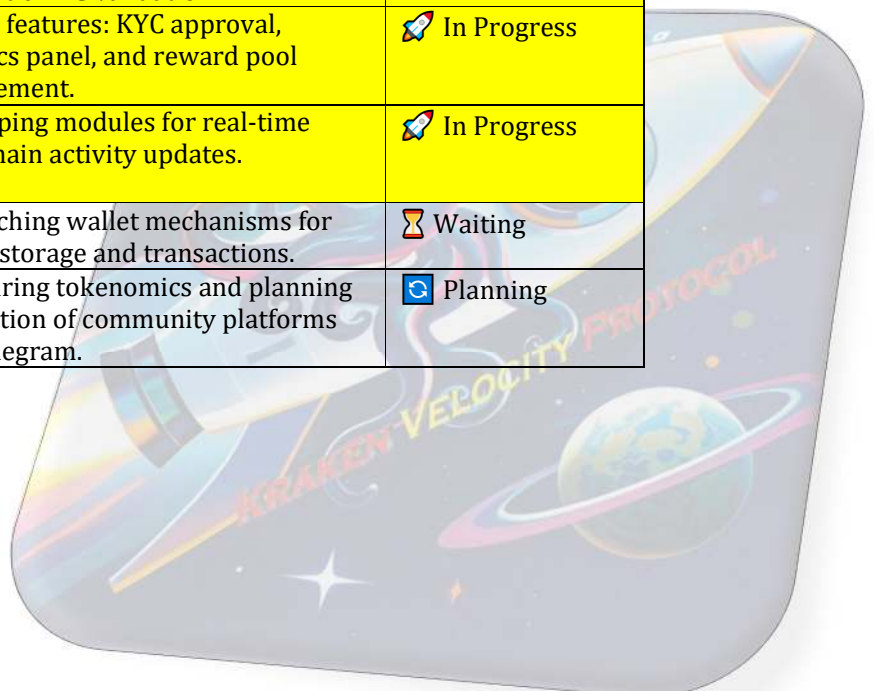 features: KYC approval,
🚀 In Progress
cs panel, and reward pool
ement.
ping modules for real-time
🚀 In Progress
ain activity updates.
ching wallet mechanisms for
⏳ Waiting
storage and transactions.
ring tokenomics and planning
🔄 Planning
tion of community platforms
egram.
KRAKEN VELOCITY PROTOCOL